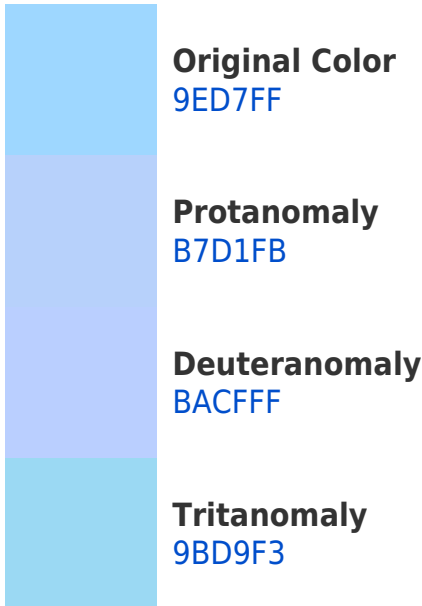 Original Color
9ED7FF
Protanomaly
B7D1FB
Deuteranomaly
BACFFF
Tritanomaly
9BD9F3